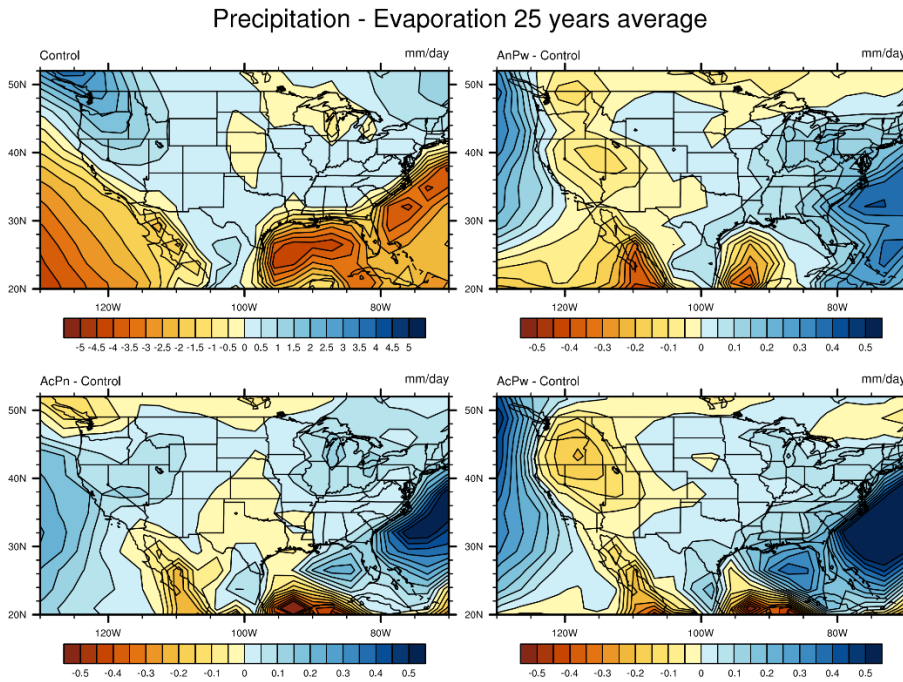 Precipitation - Evaporation 25 years average
Control mm/day
50N
40N
30N
20N
120W 100W 80W
-5 -4.5 -4 -3.5 -3 -2.5 -2 -1.5 -1 -0.5 0 0.5 1 1.5 2 2.5 3 3.5 4 4.5 5
AnPw - Control mm/day
50N
40N
30N
20N
120W 100W 80W
-0.5 -0.4 -0.3 -0.2 -0.1 0 0.1 0.2 0.3 0.4 0.5
AcPn - Control mm/day
50N
40N
30N
20N
120W 100W 80W
-0.5 -0.4 -0.3 -0.2 -0.1 0 0.1 0.2 0.3 0.4 0.5
AcPw - Control mm/day
50N
40N
30N
20N
120W 100W 80W
-0.5 -0.4 -0.3 -0.2 -0.1 0 0.1 0.2 0.3 0.4 0.5